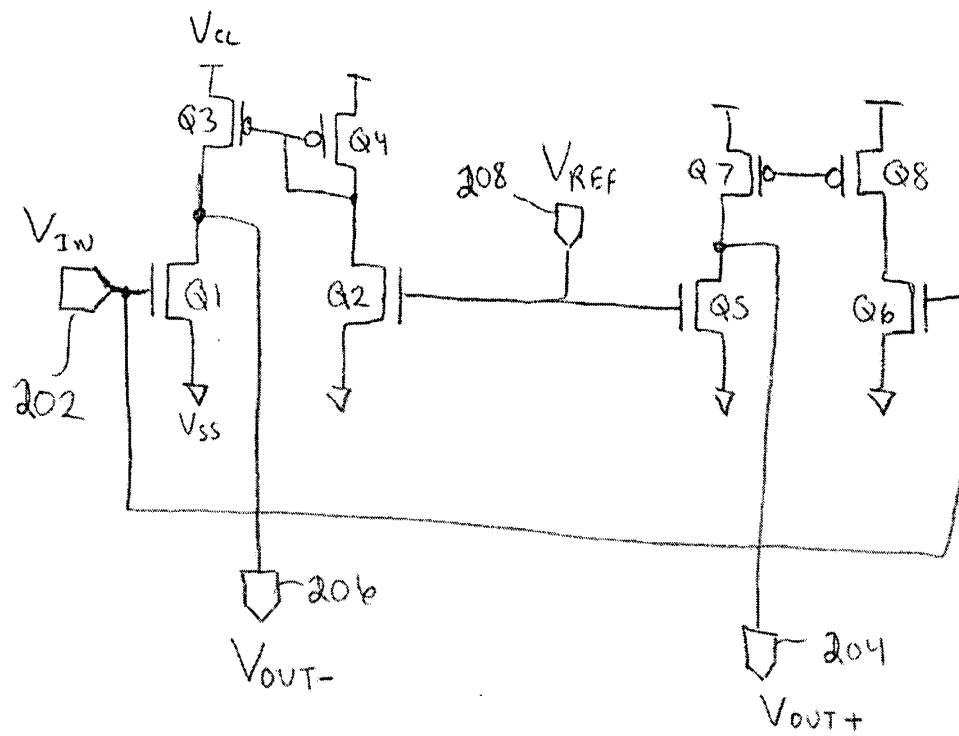 VCC
Q3
Q4
208
VREF
Q7
Q8
VIN
Q1
Q2
Q5
Q6
202
VSS
206
204
VOUT-
VOUT+